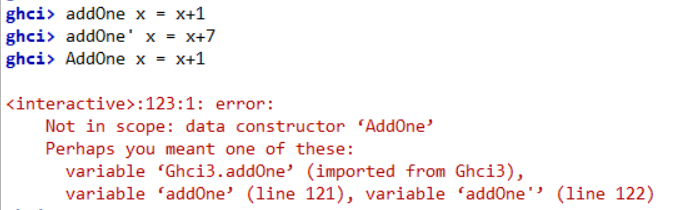 ghci> addOne x = x+1
ghci> addOne' x = x+7
ghci> AddOne x = x+1
<interactive>:123:1: error:
Not in scope: data constructor ‘AddOne’
Perhaps you meant one of these:
variable ‘Ghci3.addOne’ (imported from Ghci3),
variable ‘addOne’ (line 121), variable ‘addOne'’ (line 122)